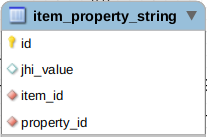 item_property_string
id
jhi_value
item_id
property_id